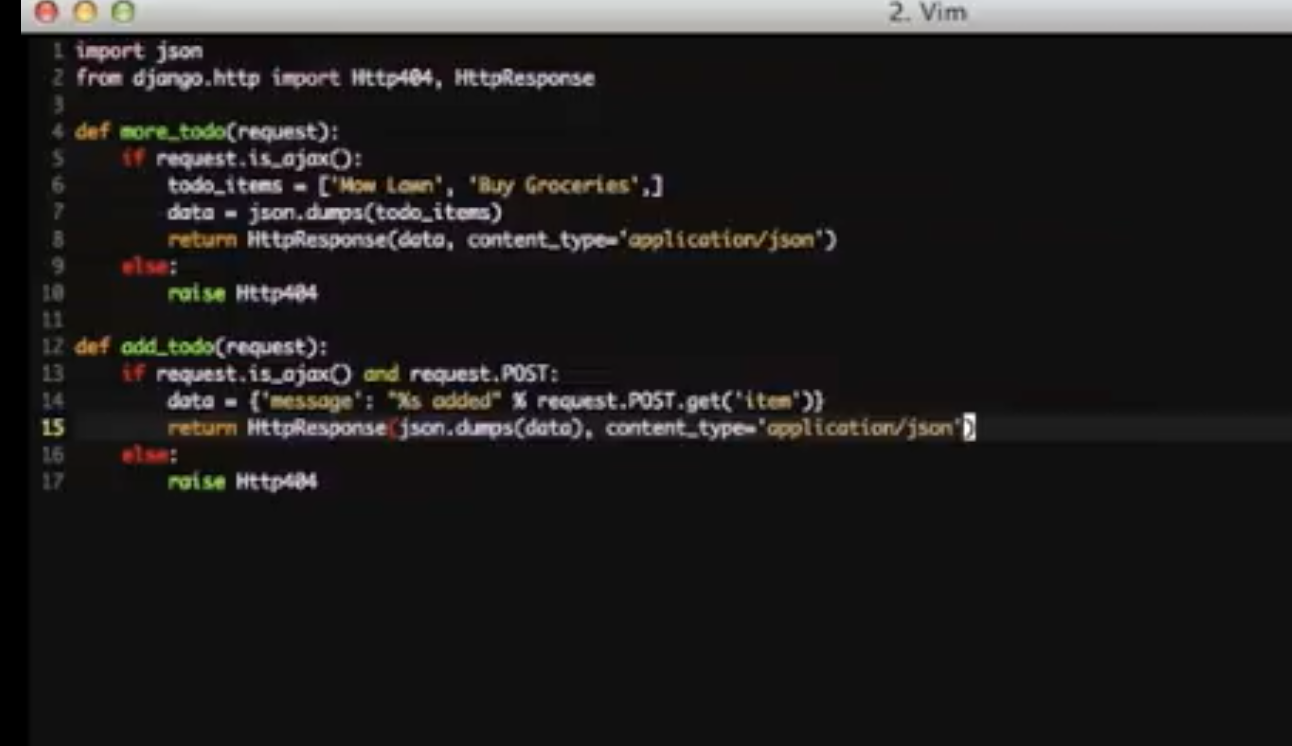 2. Vim
1 import json
2 from django.http import Http404, HttpResponse
3
4 def more_todo(request):
5     if request.is_ajax():
6         todo_items = ['Mow Lawn', 'Buy Groceries',]
7         data = json.dumps(todo_items)
8         return HttpResponse(data, content_type='application/json')
9     else:
10         raise Http404
11
12 def add_todo(request):
13     if request.is_ajax() and request.POST:
14         data = {'message': "%s added" % request.POST.get('item')}
15         return HttpResponse(json.dumps(data), content_type='application/json')
16     else:
17         raise Http404